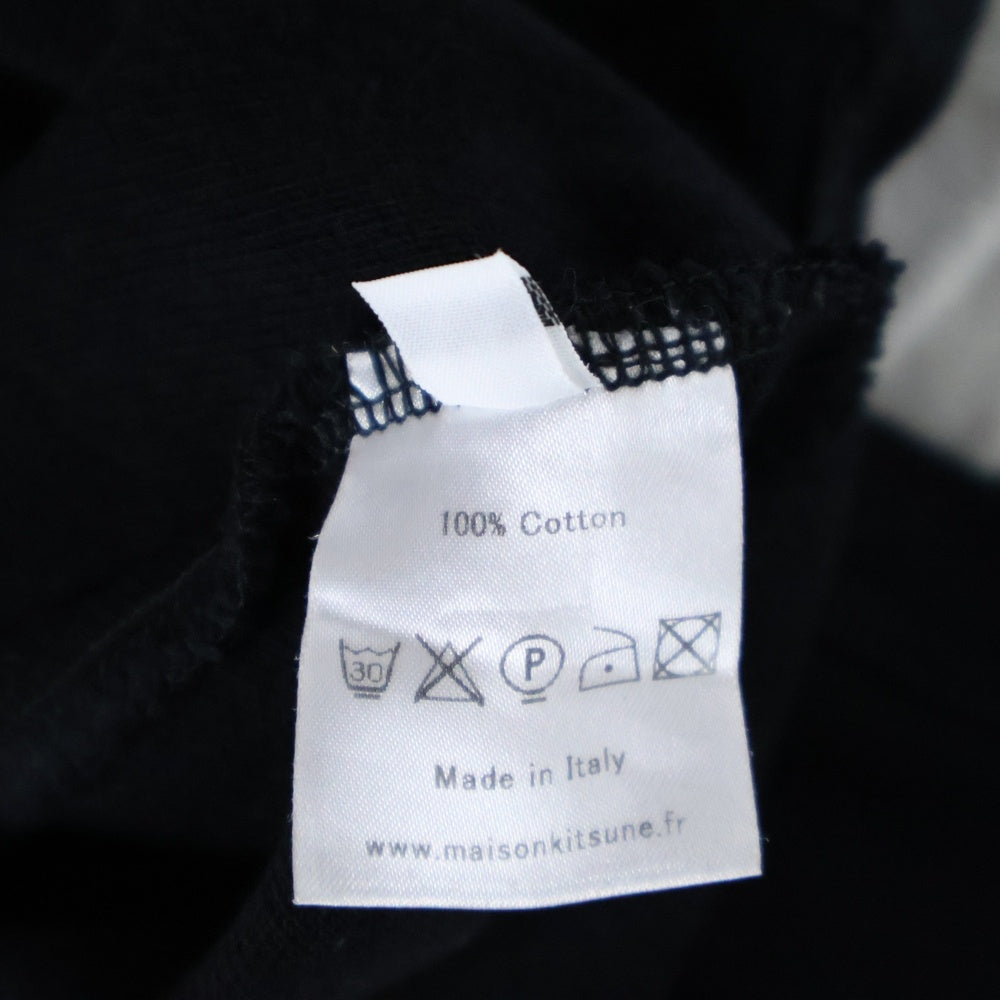 100% Cotton
30 P
Made in Italy
www.maisonkitsune.fr